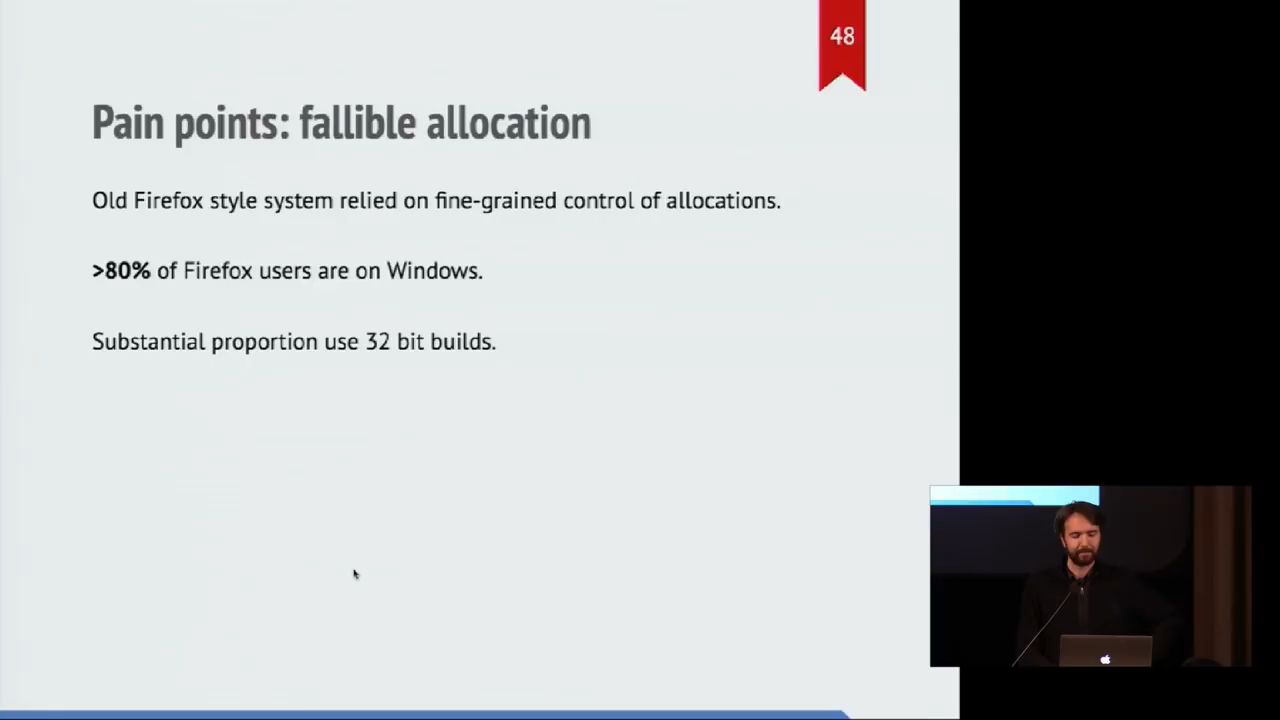 48
Pain points: fallible allocation
Old Firefox style system relied on fine-grained control of allocations.
>80% of Firefox users are on Windows.
Substantial proportion use 32 bit builds.